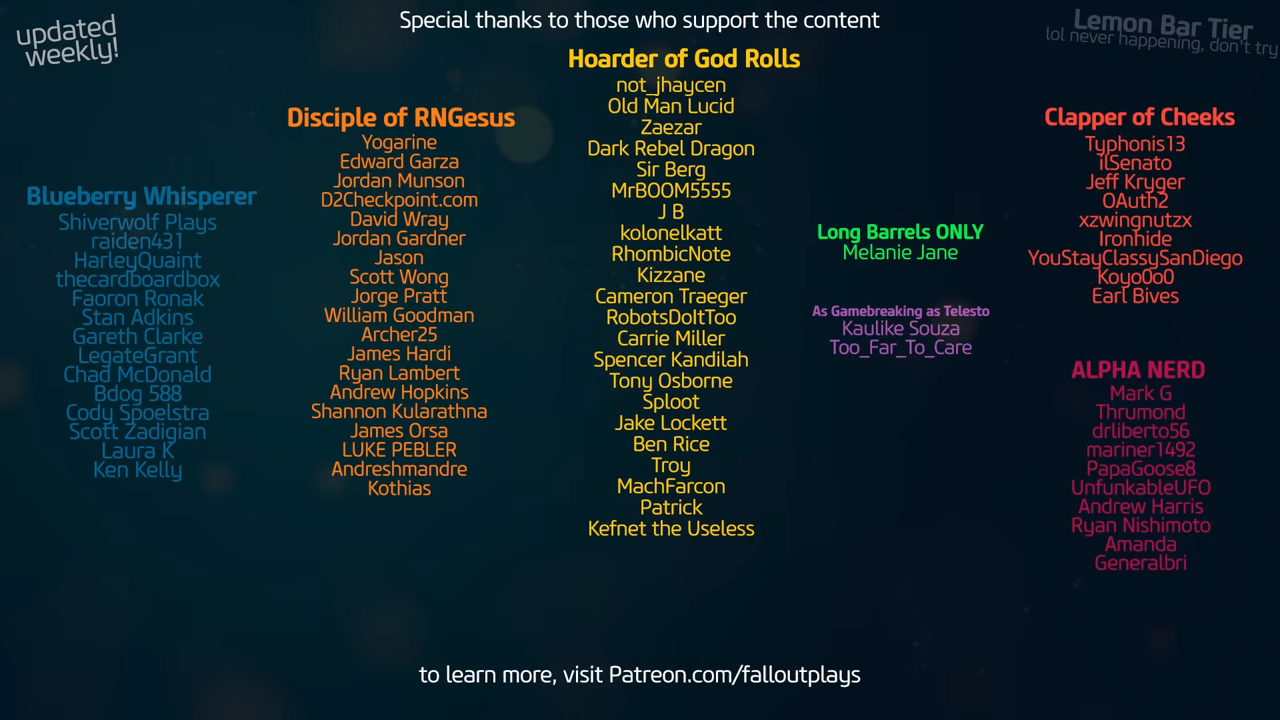 updated
weekly!
Special thanks to those who support the content
Lemon Bar Tier
lol never happening, don't try
Blueberry Whisperer
Shiverwolf Plays
raiden431
HarleyQuaint
thecardboardbox
Faoron Ronak
Stan Adkins
Gareth Clarke
LegateGrant
Chad McDonald
Bdog 588
Cody Spoelstra
Scott Zadigian
Laura K
Ken Kelly
Disciple of RNGesus
Yogarine
Edward Garza
Jordan Munson
D2Checkpoint.com
David Wray
Jordan Gardner
Jason
Scott Wong
Jorge Pratt
William Goodman
Archer25
James Hardi
Ryan Lambert
Andrew Hopkins
Shannon Kularathna
James Orsa
LUKE PEBLER
Andreshmandre
Kothias
Hoarder of God Rolls
not_jhaycen
Old Man Lucid
Zaezar
Dark Rebel Dragon
Sir Berg
MrBOOM5555
J B
kolonelkatt
RhombicNote
Kizzane
Cameron Traeger
RobotsDoItToo
Carrie Miller
Spencer Kandilah
Tony Osborne
Sploot
Jake Lockett
Ben Rice
Troy
MachFarcon
Patrick
Kefnet the Useless
Long Barrels ONLY
Melanie Jane
As Gamebreaking as Telesto
Kaulike Souza
Too_Far_To_Care
Clapper of Cheeks
Typhonis13
ilSenato
Jeff Kryger
OAuth2
xzwingnutzx
Ironhide
YouStayClassySanDiego
Koyo0o0
Earl Bives
ALPHA NERD
Mark G
Thrumond
drliberto56
mariner1492
PapaGoose8
UnfunkableUFO
Andrew Harris
Ryan Nishimoto
Amanda
Generalbri
to learn more, visit Patreon.com/falloutplays